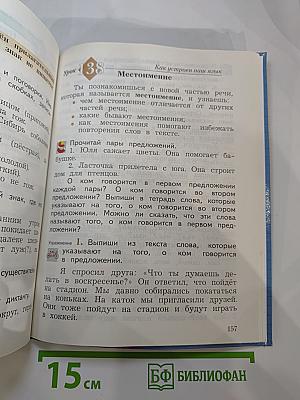 Как устроен наш язык
Урок 38
Местоимение
Ты познакомишься с новой частью речи,
которая называется местоимение, и узнаешь:
• чем местоимение отличается от других
частей речи;
• какие бывают местоимения;
• как местоимения помогают избежать
повторения слов в тексте.
Прочитай пары предложений.
1. Юля сажает цветы. Она помогает ба-
бушке.
2. Ласточка прилетела с юга. Она строит
дом для птенцов.
О ком говорится в первом предложении
каждой пары? О ком говорится во втором
предложении? Выпиши в тетрадь слова, которые
указывают на того, о ком говорится во втором
предложении. Можно ли сказать, что эти слова
называют того, о ком говорится в первом пред-
ложении?
Упражнение 1. Выпиши из текста слова, которые
указывают на того, о ком говорится
в предложении.
Я спросил друга: «Что ты думаешь де-
лать в воскресенье?» Он ответил, что пойдёт
на стадион. Мы давно собирались покататься
на коньках. На каток мы пригласили друзей.
Они тоже пойдут на стадион и будут играть
в хоккей.
157
15 см
БФ БИБЛИОФАН